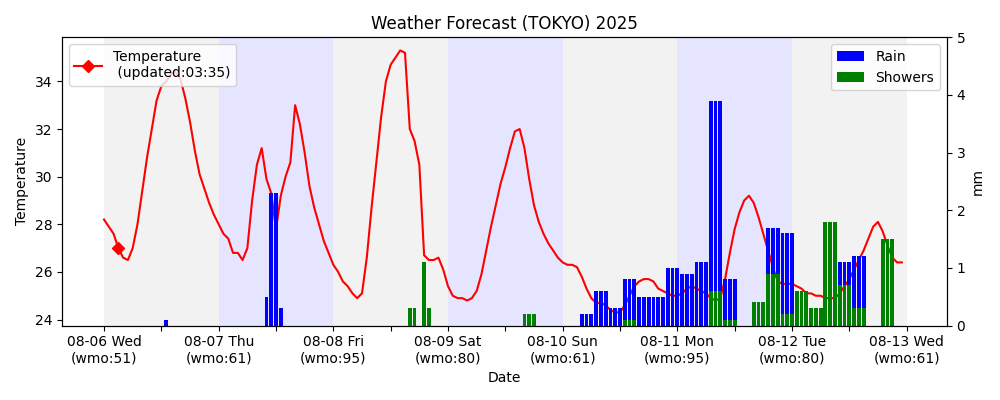 Weather Forecast (TOKYO) 2025
Temperature
(updated:03:35)
Rain
Showers
Temperature
34
32
30
28
26
24
5
4
3
2
1
0
mm
08-06 Wed
(wmo:51)
08-07 Thu
(wmo:61)
08-08 Fri
(wmo:95)
08-09 Sat
(wmo:80)
08-10 Sun
(wmo:61)
08-11 Mon
(wmo:95)
08-12 Tue
(wmo:80)
08-13 Wed
(wmo:61)
Date